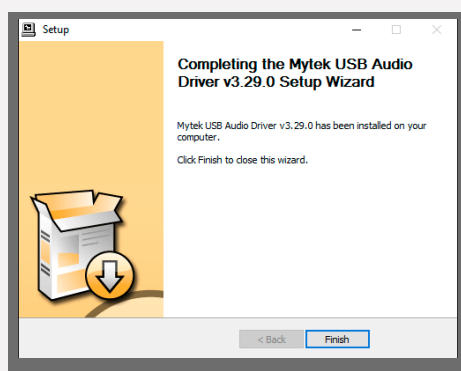 Setup
Completing the Mytek USB Audio
Driver v3.29.0 Setup Wizard
Mytek USB Audio Driver v3.29.0 has been installed on your
computer.
Click Finish to close this wizard.
< Back
Finish